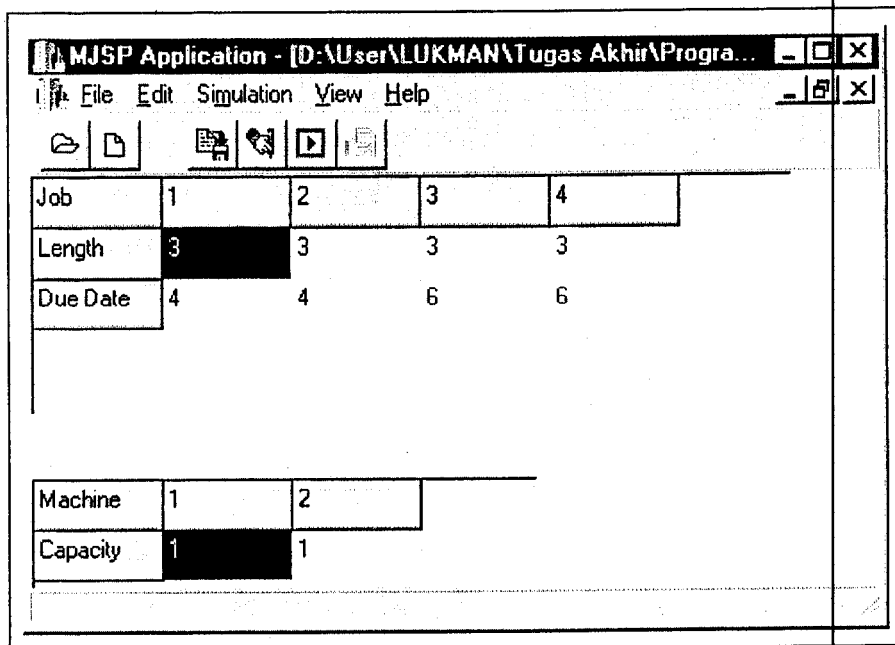 MJSP Application - [D:\User\LUKMAN\Tugas Akhir\Progra...
File Edit Simulation View Help
Job 1 2 3 4
Length 3 3 3 3
Due Date 4 4 6 6
Machine 1 2
Capacity 1 1